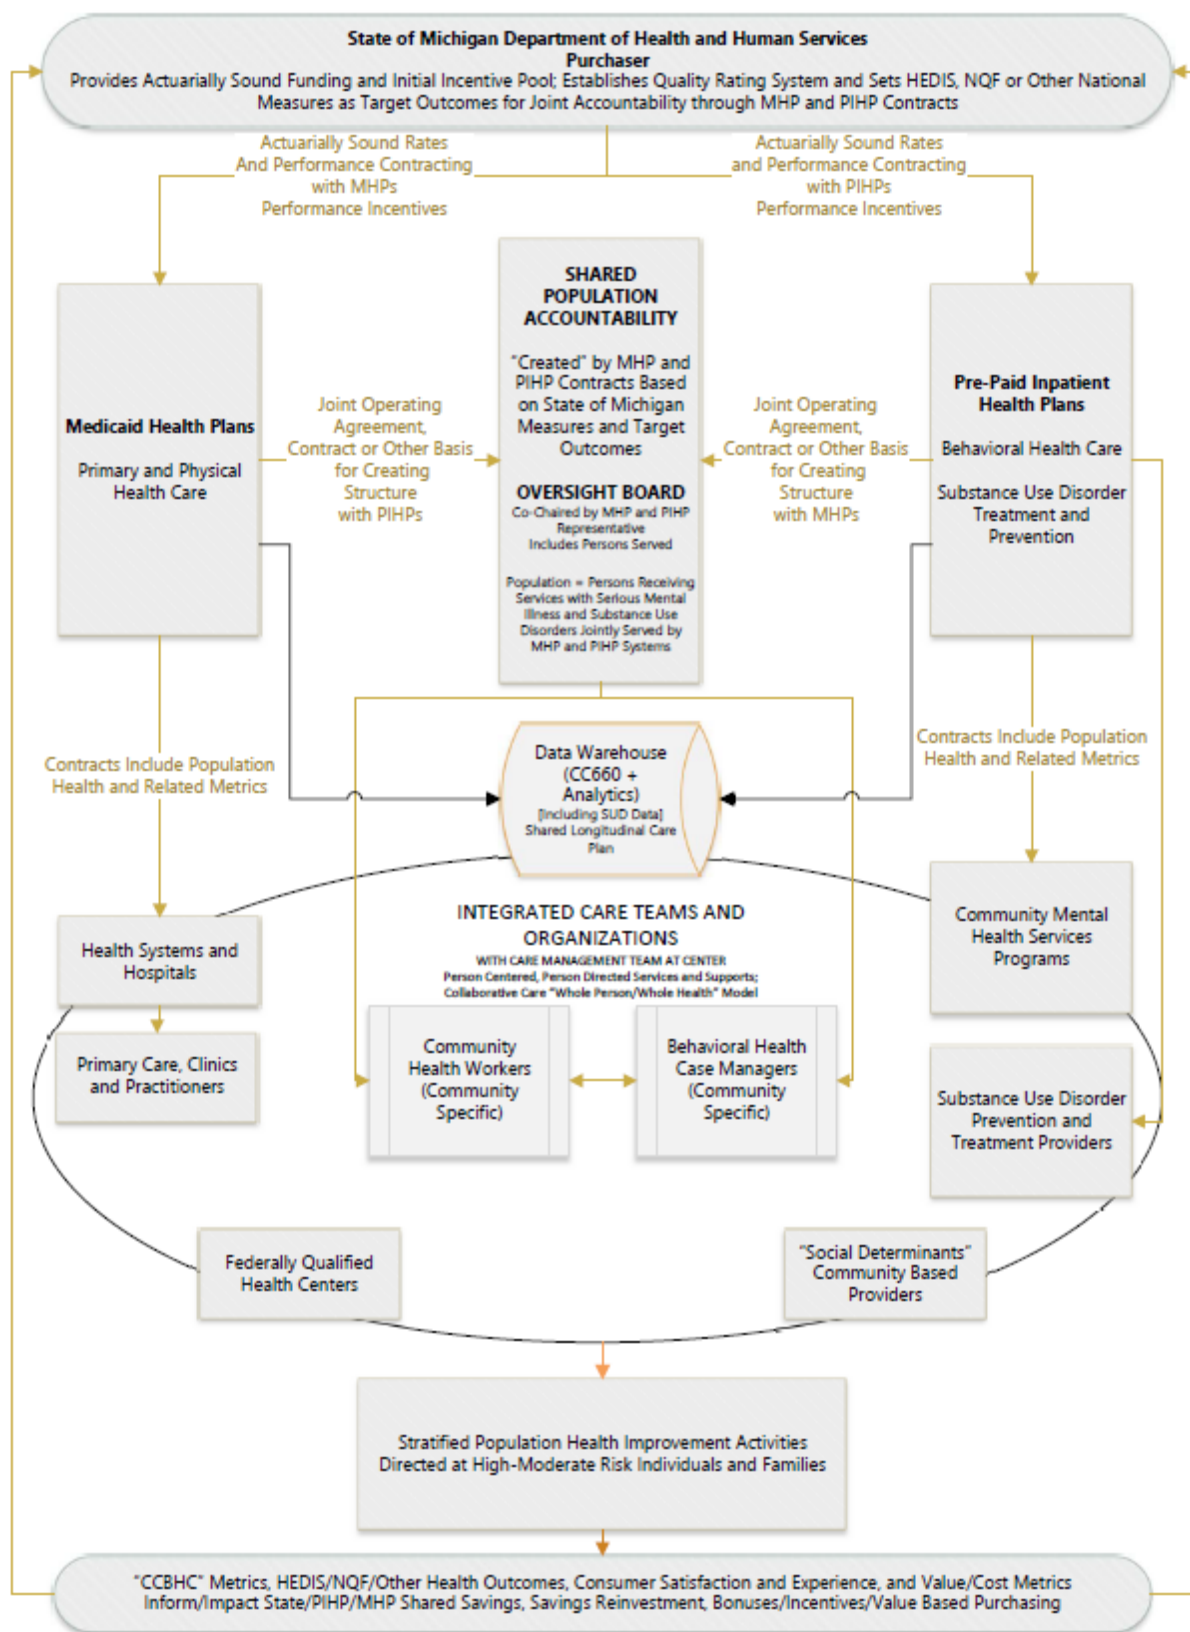 State of Michigan Department of Health and Human Services
Purchaser
Provides Actuarially Sound Funding and Initial Incentive Pool; Establishes Quality Rating System and Sets HEDIS, NQF or Other National
Measures as Target Outcomes for Joint Accountability through MHP and PIHP Contracts
Actuarially Sound Rates
And Performance Contracting
with MHPs
Performance Incentives
Actuarially Sound Rates
and Performance Contracting
with PIHPs
Performance Incentives
Medicaid Health Plans
Primary and Physical
Health Care
Joint Operating
Agreement,
Contract or Other Basis
for Creating
Structure
with PIHPs
SHARED
POPULATION
ACCOUNTABILITY
"Created" by MHP and
PIHP Contracts Based
on State of Michigan
Measures and Target
Outcomes
OVERSIGHT BOARD
Co-Chaired by MHP and PIHP
Representative
Includes Persons Served
Population = Persons Receiving
Services with Serious Mental
Illness and Substance Use
Disorders Jointly Served by
MHP and PIHP Systems
Joint Operating
Agreement,
Contract or Other Basis
for Creating
Structure
with MHPs
Pre-Paid Inpatient
Health Plans
Behavioral Health Care
Substance Use Disorder
Treatment and
Prevention
Contracts Include Population
Health and Related Metrics
Data Warehouse
(CC660 +
Analytics)
[Including SUD Data]
Shared Longitudinal Care
Plan
Contracts Include Population
Health and Related Metrics
Health Systems and
Hospitals
Primary Care, Clinics
and Practitioners
INTEGRATED CARE TEAMS AND
ORGANIZATIONS
WITH CARE MANAGEMENT TEAM AT CENTER
Person Centered, Person Directed Services and Supports;
Collaborative Care "Whole Person/Whole Health" Model
Community
Health Workers
(Community
Specific)
Behavioral Health
Case Managers
(Community
Specific)
Community Mental
Health Services
Programs
Substance Use Disorder
Prevention and
Treatment Providers
Federally Qualified
Health Centers
"Social Determinants"
Community Based
Providers
Stratified Population Health Improvement Activities
Directed at High-Moderate Risk Individuals and Families
"CCBHC" Metrics, HEDIS/NQF/Other Health Outcomes, Consumer Satisfaction and Experience, and Value/Cost Metrics
Inform/Impact State/PIHP/MHP Shared Savings, Savings Reinvestment, Bonuses/Incentives/Value Based Purchasing